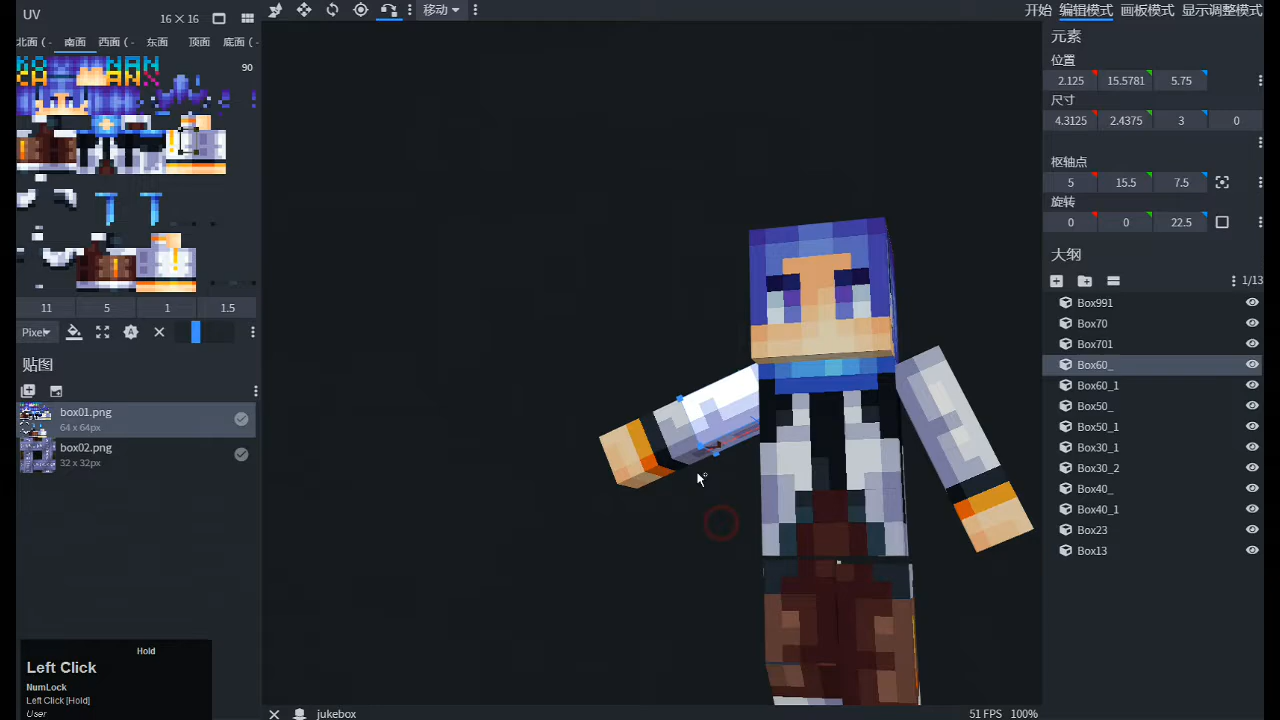 UV
16 × 16
移动
开始 编辑模式 画板模式 显示调整模式
北面 ( 南面 西面 ( 东面 顶面 底面 (
90
11 5 1 1.5
Pixel
贴图
box01.png
64 x 64px
box02.png
32 x 32px
元素
位置
2.125 15.5781 5.75
尺寸
4.3125 2.4375 3 0
枢轴点
5 15.5 7.5
旋转
0 0 22.5
大纲
1/13
Box991
Box70
Box701
Box60_
Box60_1
Box50_
Box50_1
Box30_1
Box30_2
Box40_
Box40_1
Box23
Box13
Hold
Left Click
NumLock
Left Click [Hold]
User
jukebox
51 FPS 100%